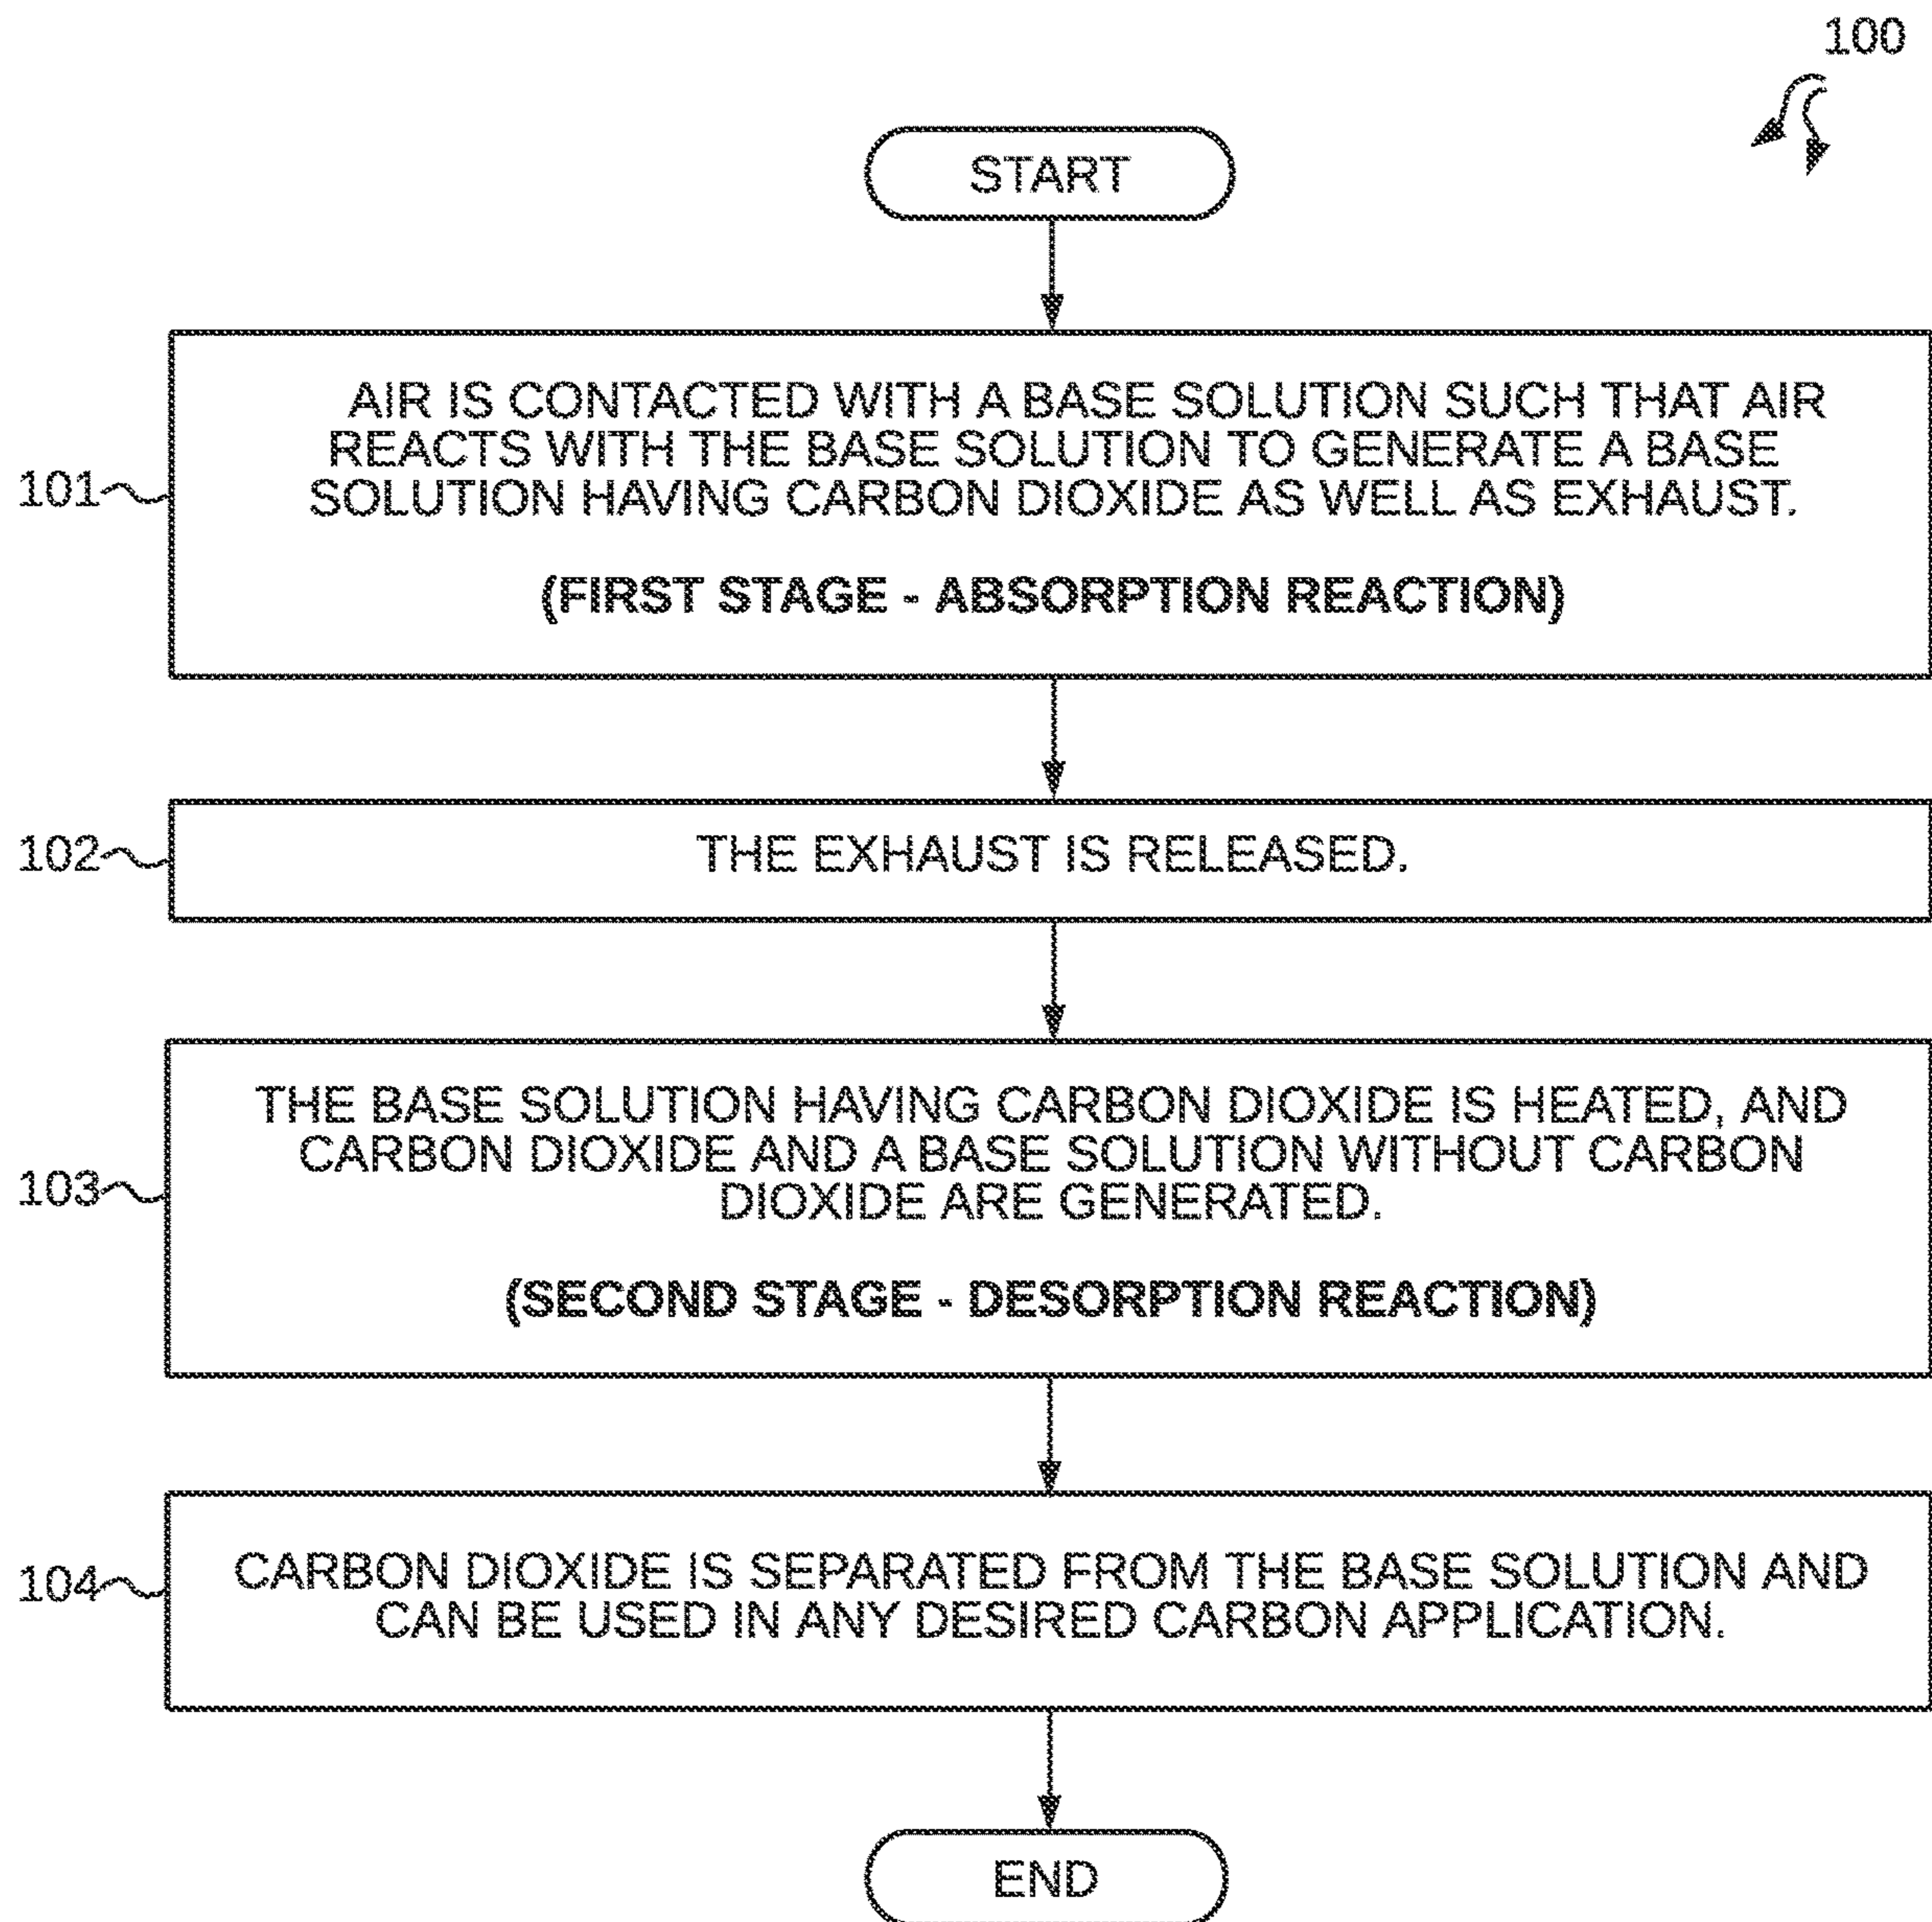 100
START
AIR IS CONTACTED WITH A BASE SOLUTION SUCH THAT AIR
REACTS WITH THE BASE SOLUTION TO GENERATE A BASE
101
SOLUTION HAVING CARBON DIOXIDE AS WELL AS EXHAUST.
(FIRST STAGE - ABSORPTION REACTION)
102
THE EXHAUST IS RELEASED.
THE BASE SOLUTION HAVING CARBON DIOXIDE IS HEATED, AND
CARBON DIOXIDE AND A BASE SOLUTION WITHOUT CARBON
103
DIOXIDE ARE GENERATED.
(SECOND STAGE - DESORPTION REACTION)
104
CARBON DIOXIDE IS SEPARATED FROM THE BASE SOLUTION AND
CAN BE USED IN ANY DESIRED CARBON APPLICATION.
END